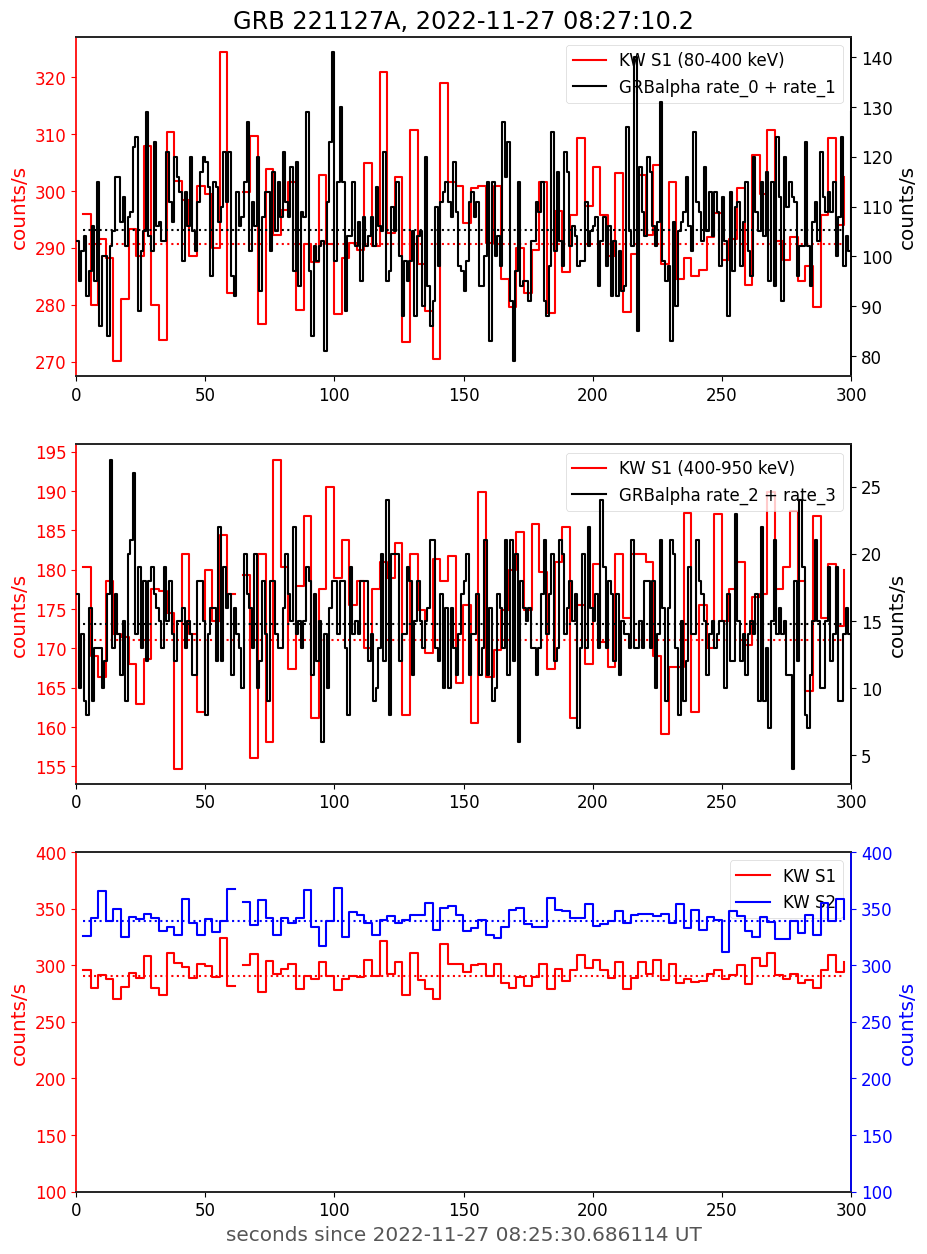 GRB 221127A, 2022-11-27 08:27:10.2
KW S1 (80-400 keV)
GRBalpha rate_0 + rate_1
counts/s
320
310
300
290
280
270
140
130
120
110
100
90
80
counts/s
0 50 100 150 200 250 300
KW S1 (400-950 keV)
GRBalpha rate_2 + rate_3
counts/s
195
190
185
180
175
170
165
160
155
25
20
15
10
5
counts/s
0 50 100 150 200 250 300
KW S1
KW S2
counts/s
400
350
300
250
200
150
100
400
350
300
250
200
150
100
counts/s
0 50 100 150 200 250 300
seconds since 2022-11-27 08:25:30.686114 UT